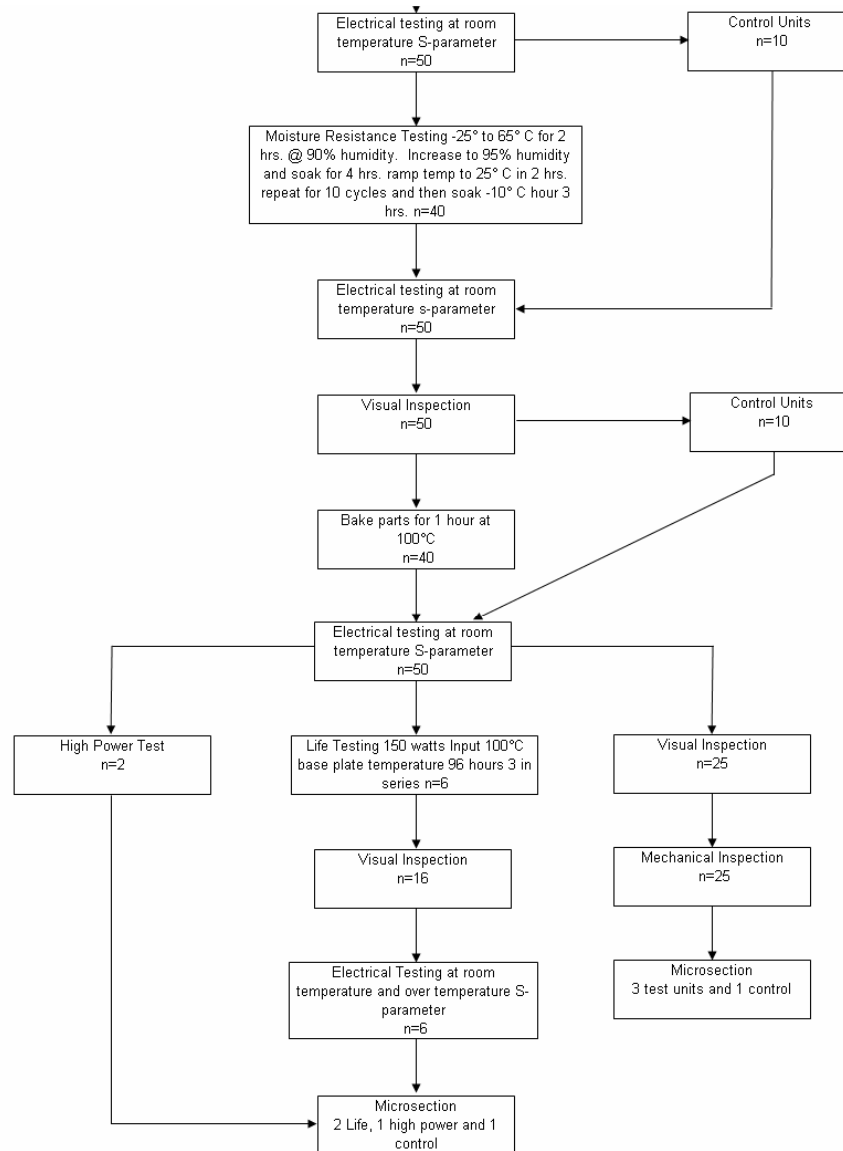 Electrical testing at room
temperature S-parameter
n=50
Control Units
n=10
Moisture Resistance Testing -25° to 65° C for 2
hrs. @ 90% humidity. Increase to 95% humidity
and soak for 4 hrs. ramp temp to 25° C in 2 hrs.
repeat for 10 cycles and then soak -10° C hour 3
hrs. n=40
Electrical testing at room
temperature s-parameter
n=50
Visual Inspection
n=50
Control Units
n=10
Bake parts for 1 hour at
100°C
n=40
Electrical testing at room
temperature S-parameter
n=50
High Power Test
n=2
Life Testing 150 watts Input 100°C
base plate temperature 96 hours 3 in
series n=6
Visual Inspection
n=25
Visual Inspection
n=16
Mechanical Inspection
n=25
Electrical Testing at room
temperature and over temperature S-
parameter
n=6
Microsection
3 test units and 1 control
Microsection
2 Life, 1 high power and 1
control